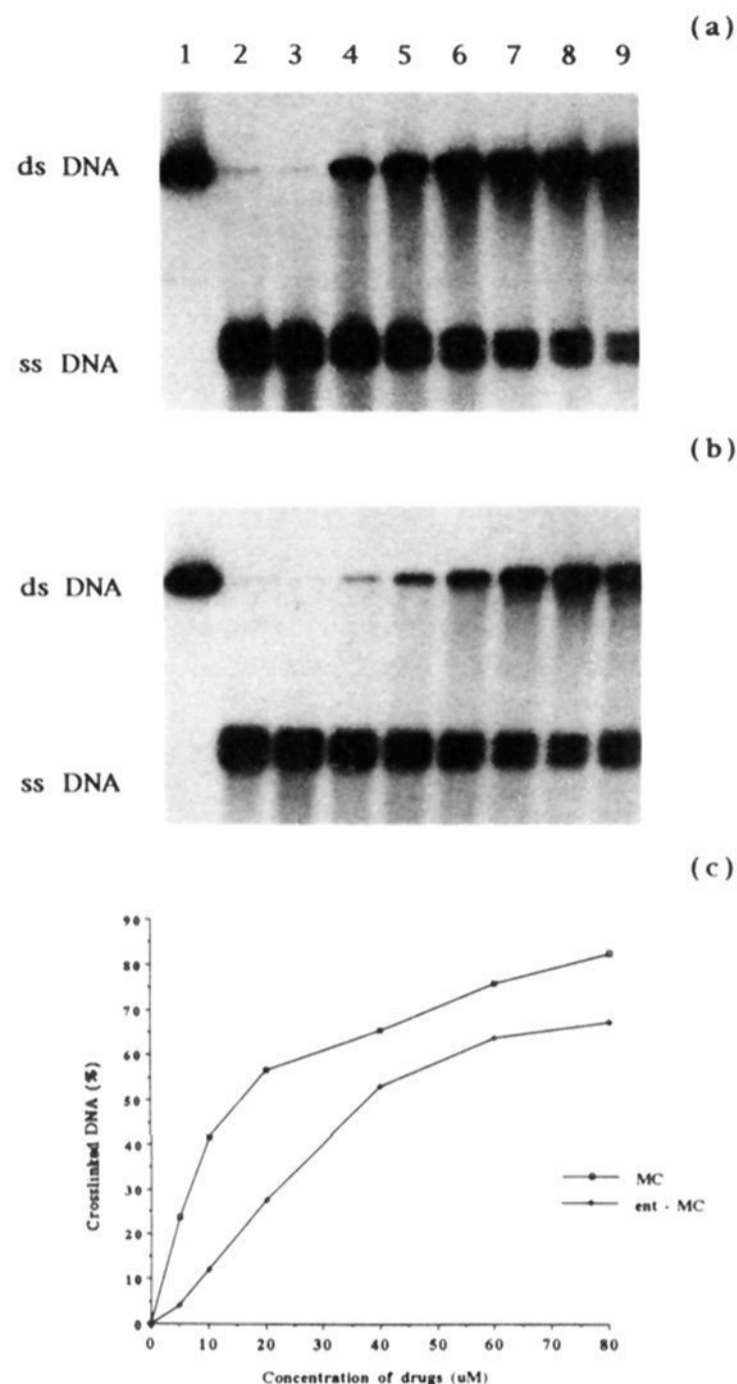 (a)
1 2 3 4 5 6 7 8 9
ds DNA
ss DNA
(b)
ds DNA
ss DNA
(c)
90
80
70
60
50
40
30
20
10
0
Crosslinked DNA (%)
MC
ent - MC
0 10 20 30 40 50 60 70 80
Concentration of drugs (uM)